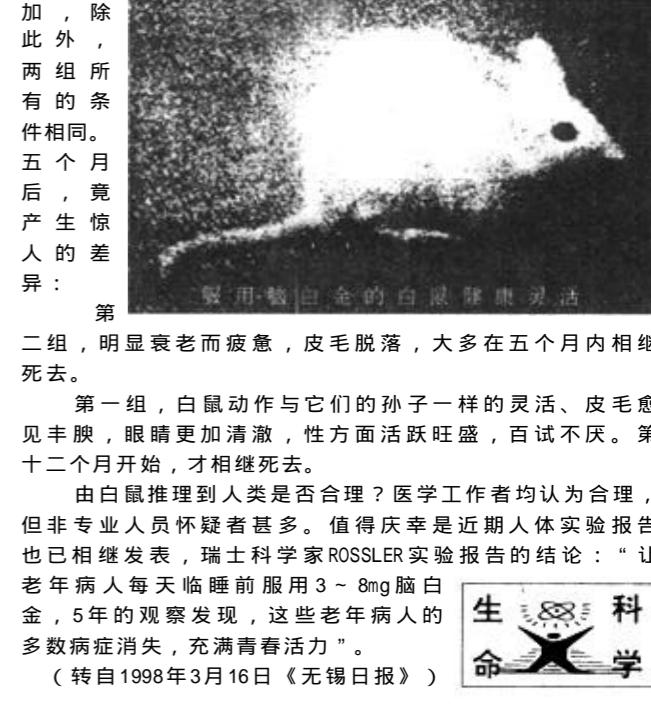 加，除
此外，
两组所
有的条
件相同。
五个月
后，竟
产生惊
人的差
异：
服用脑白金的白鼠健康灵活
第
二组，明显衰老而疲惫，皮毛脱落，大多在五个月内相继
死去。
第一组，白鼠动作与它们的孙子一样的灵活、皮毛愈
见丰腴，眼睛更加清澈，性方面活跃旺盛，百试不厌。第
十二个月开始，才相继死去。
由白鼠推理到人类是否合理？医学工作者均认为合理，
但非专业人员怀疑者甚多。值得庆幸是近期人体实验报告
也已相继发表，瑞士科学家ROSSLER实验报告的结论：“让
老年病人每天临睡前服用3～8mg脑白
金，5年的观察发现，这些老年病人的
多数病症消失，充满青春活力”。
（转自1998年3月16日《无锡日报》）
生 科
命 学